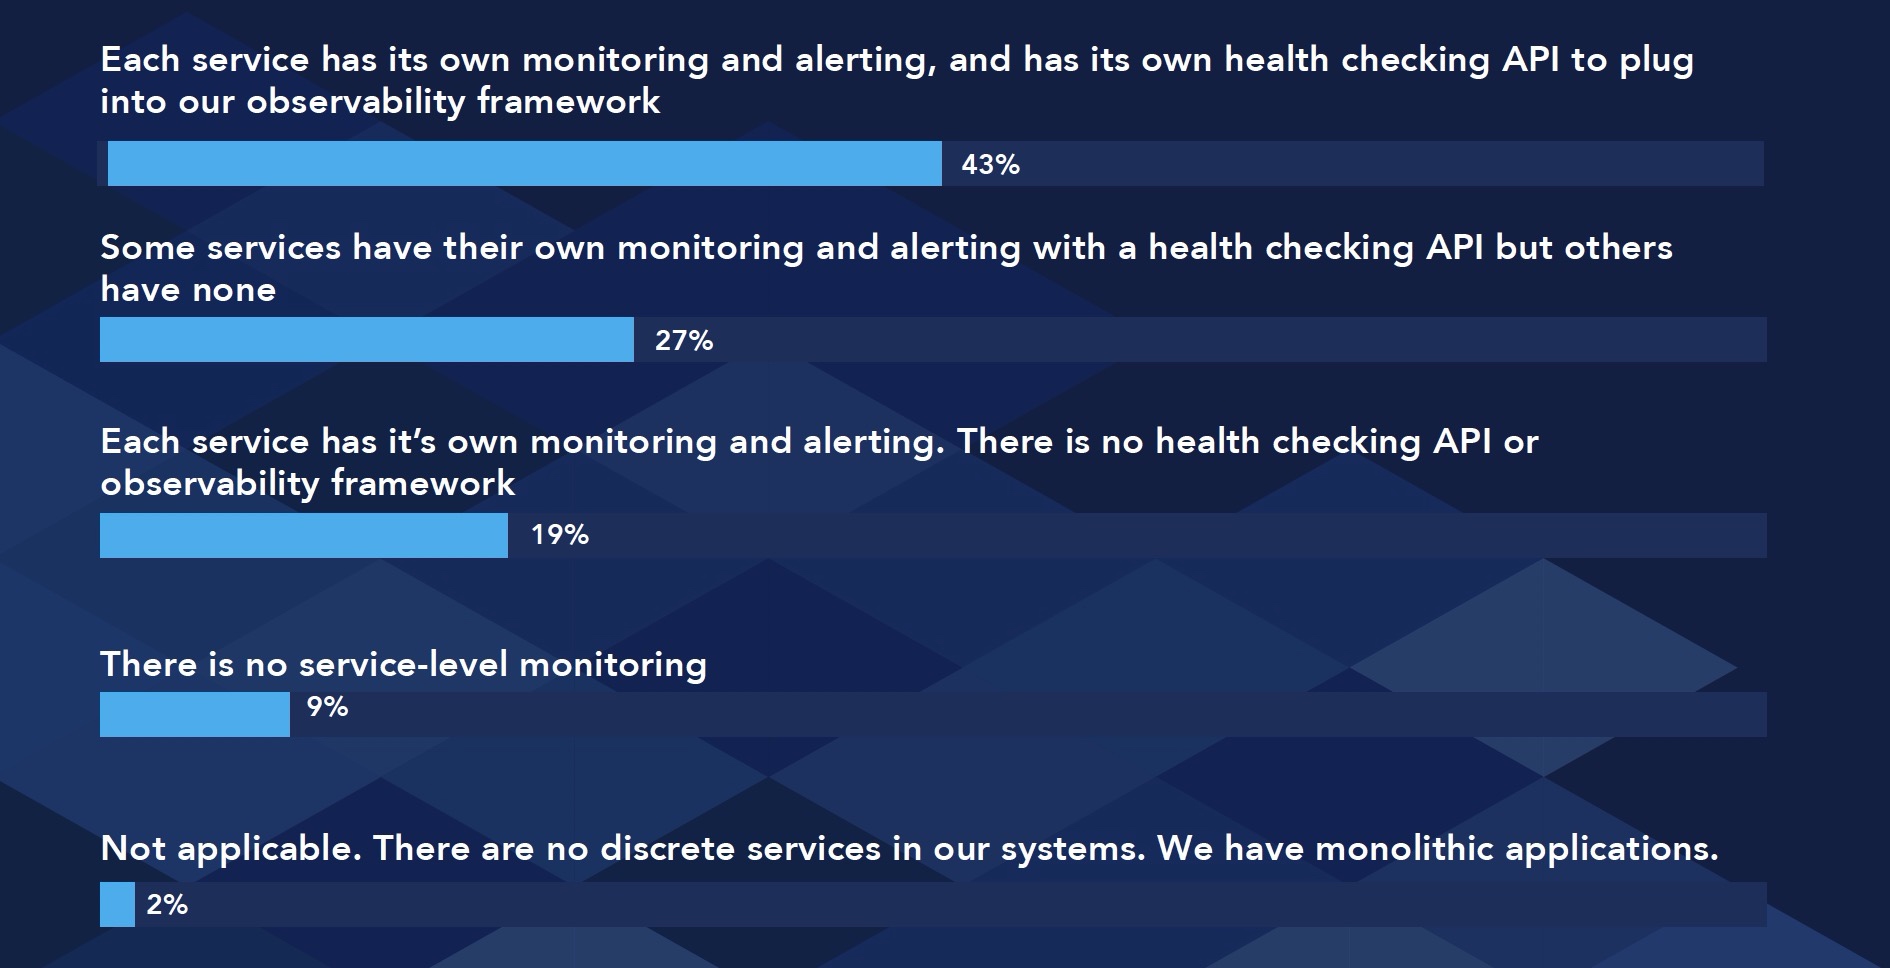 Each service has its own monitoring and alerting, and has its own health checking API to plug
into our observability framework
43%
Some services have their own monitoring and alerting with a health checking API but others
have none
27%
Each service has it’s own monitoring and alerting. There is no health checking API or
observability framework
19%
There is no service-level monitoring
9%
Not applicable. There are no discrete services in our systems. We have monolithic applications.
2%